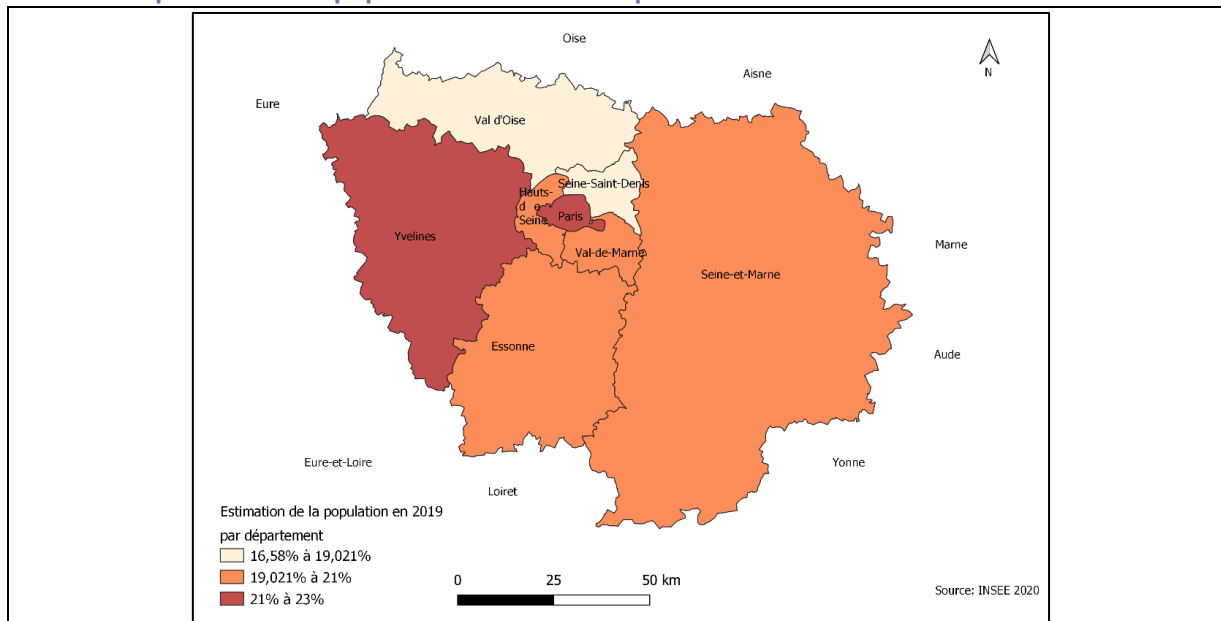 Oise
N
Aisne
Eure
Val d'Oise
Seine-Saint-Denis
Hauts-
d e
Seine
Paris
Yvelines
Val-de-Marne
Marne
Seine-et-Marne
Essonne
Aude
Eure-et-Loire
Yonne
Loiret
Estimation de la population en 2019
par département
16,58% à 19,021%
19,021% à 21%
21% à 23%
0 25 50 km
Source: INSEE 2020